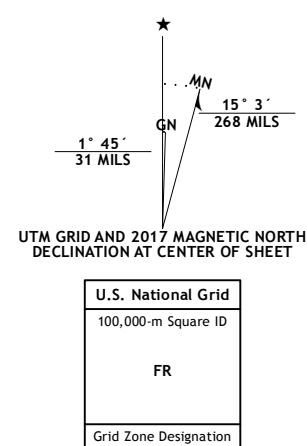 ★
MN
GN
15° 3´
268 MILS
1° 45´
31 MILS
UTM GRID AND 2017 MAGNETIC NORTH
DECLINATION AT CENTER OF SHEET
U.S. National Grid
100,000-m Square ID
FR
Grid Zone Designation